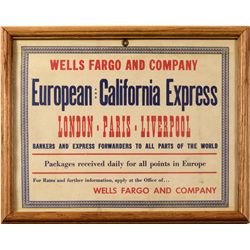 WELLS FARGO AND COMPANY
European : California Express
LONDON - PARIS - LIVERPOOL
BANKERS AND EXPRESS FORWARDERS TO ALL PARTS OF THE WORLD
Packages received daily for all points in Europe
For Rates and further information, apply at the Office of...
WELLS FARGO AND COMPANY